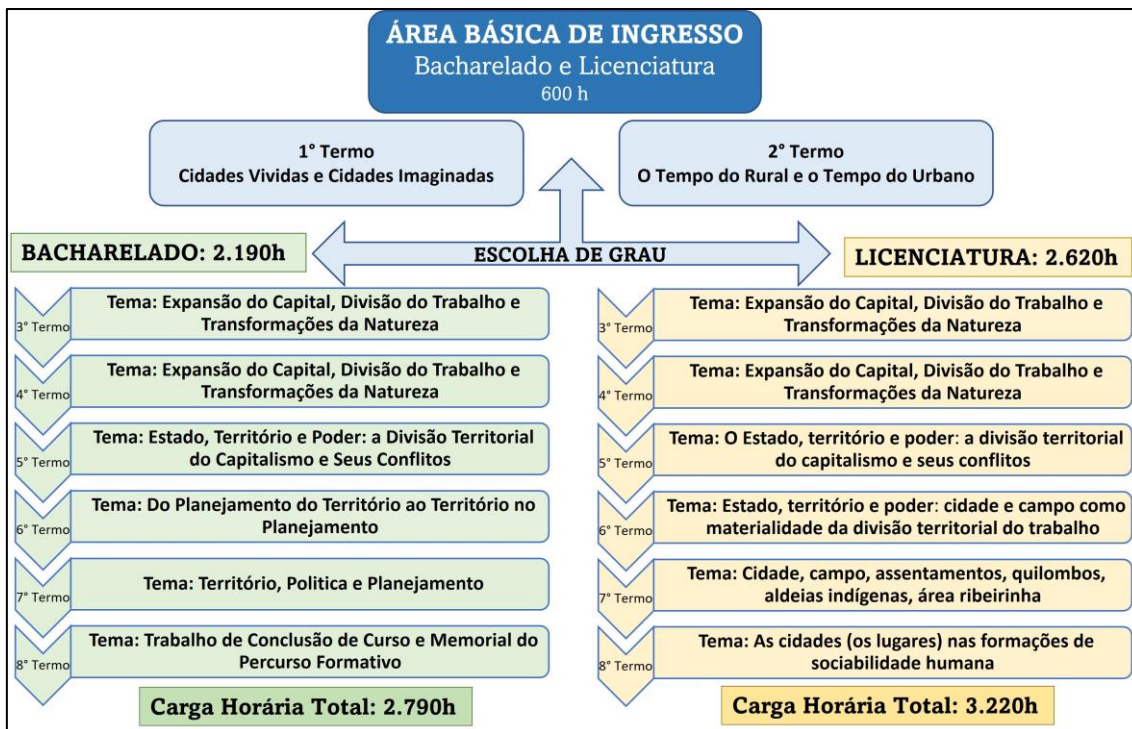 ÁREA BÁSICA DE INGRESSO
Bacharelado e Licenciatura
600 h
1° Termo
Cidades Vividas e Cidades Imaginadas
2° Termo
O Tempo do Rural e o Tempo do Urbano
BACHARELADO: 2.190h
ESCOLHA DE GRAU
LICENCIATURA: 2.620h
3° Termo
Tema: Expansão do Capital, Divisão do Trabalho e
Transformações da Natureza
4° Termo
Tema: Expansão do Capital, Divisão do Trabalho e
Transformações da Natureza
5° Termo
Tema: Estado, Território e Poder: a Divisão Territorial
do Capitalismo e Seus Conflitos
6° Termo
Tema: Do Planejamento do Território ao Território no
Planejamento
7° Termo
Tema: Território, Politica e Planejamento
8° Termo
Tema: Trabalho de Conclusão de Curso e Memorial do
Percurso Formativo
Carga Horária Total: 2.790h
3° Termo
Tema: Expansão do Capital, Divisão do Trabalho e
Transformações da Natureza
4° Termo
Tema: Expansão do Capital, Divisão do Trabalho e
Transformações da Natureza
5° Termo
Tema: O Estado, território e poder: a divisão territorial
do capitalismo e seus conflitos
6° Termo
Tema: Estado, território e poder: cidade e campo como
materialidade da divisão territorial do trabalho
7° Termo
Tema: Cidade, campo, assentamentos, quilombos,
aldeias indígenas, área ribeirinha
8° Termo
Tema: As cidades (os lugares) nas formações de
sociabilidade humana
Carga Horária Total: 3.220h